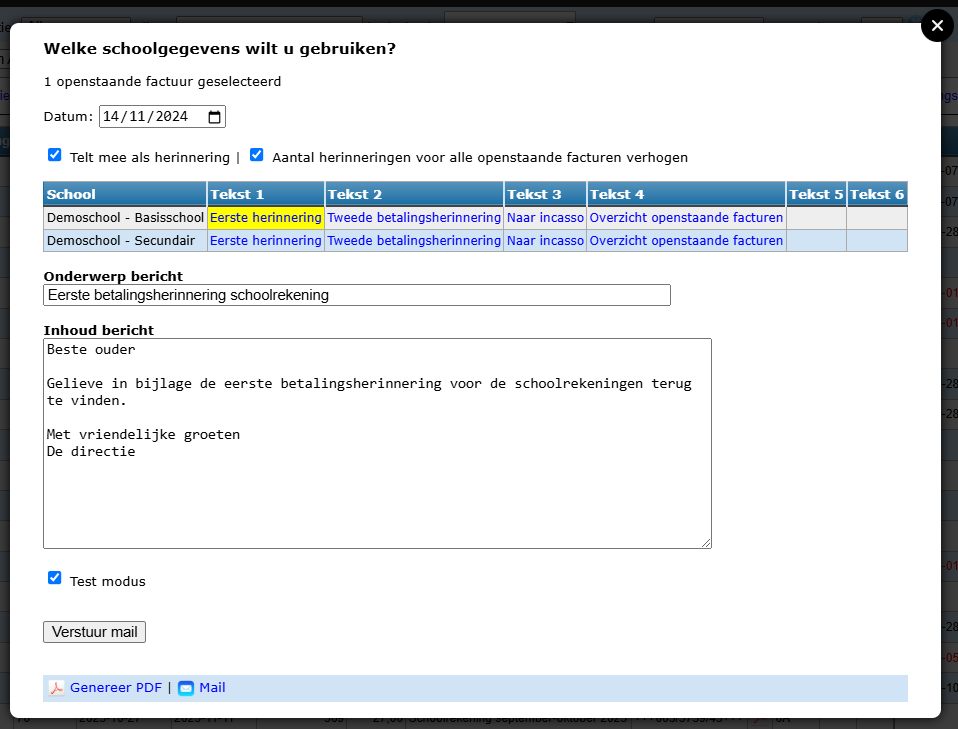 Welke schoolgegevens wilt u gebruiken?
1 openstaande factuur geselecteerd
Datum: 14/11/2024
Telt mee als herinnering | Aantal herinneringen voor alle openstaande facturen verhogen
School Tekst 1 Tekst 2 Tekst 3 Tekst 4 Tekst 5 Tekst 6
Demoschool - Basisschool Eerste herinnering Tweede betalingsherinnering Naar incasso Overzicht openstaande facturen
Demoschool - Secundair Eerste herinnering Tweede betalingsherinnering Naar incasso Overzicht openstaande facturen
Onderwerp bericht
Eerste betalingsherinnering schoolrekening
Inhoud bericht
Beste ouder
Gelieve in bijlage de eerste betalingsherinnering voor de schoolrekeningen terug
te vinden.
Met vriendelijke groeten
De directie
Test modus
Verstuur mail
Genereer PDF | Mail